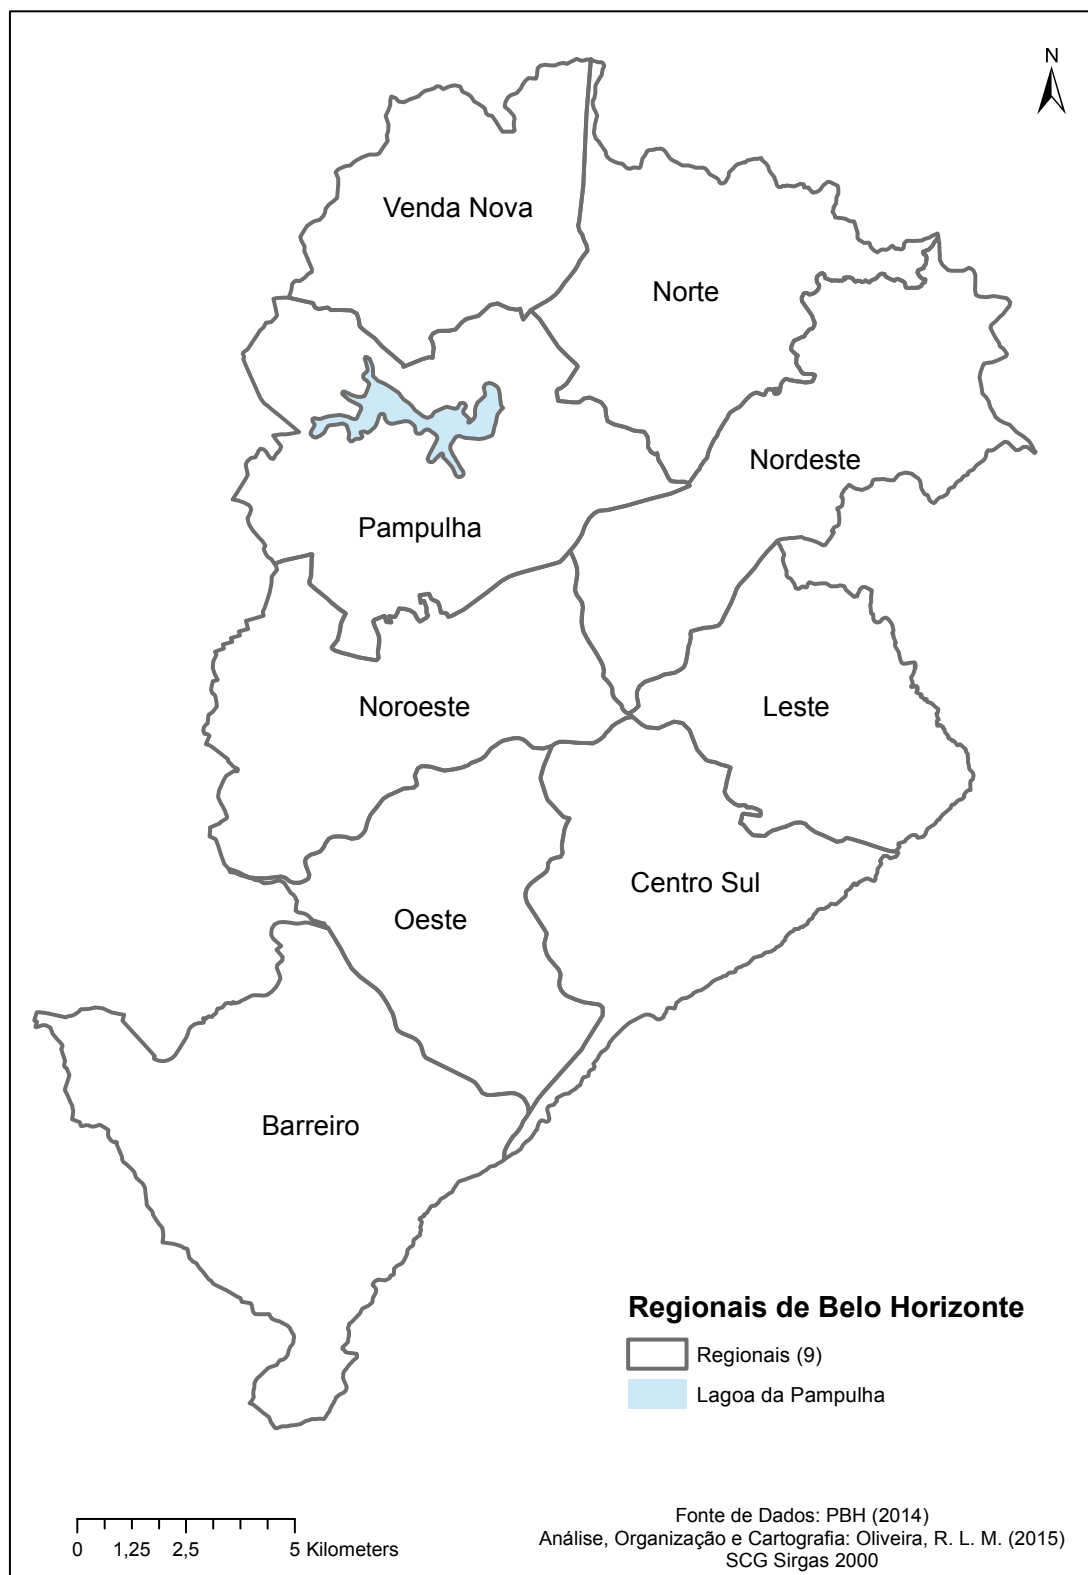 N
Venda Nova
Norte
Nordeste
Pampulha
Noroeste
Leste
Centro Sul
Oeste
Barreiro
Regionais de Belo Horizonte
Regionais (9)
Lagoa da Pampulha
0 1,25 2,5 5 Kilometers
Fonte de Dados: PBH (2014)
Análise, Organização e Cartografia: Oliveira, R. L. M. (2015)
SCG Sirgas 2000